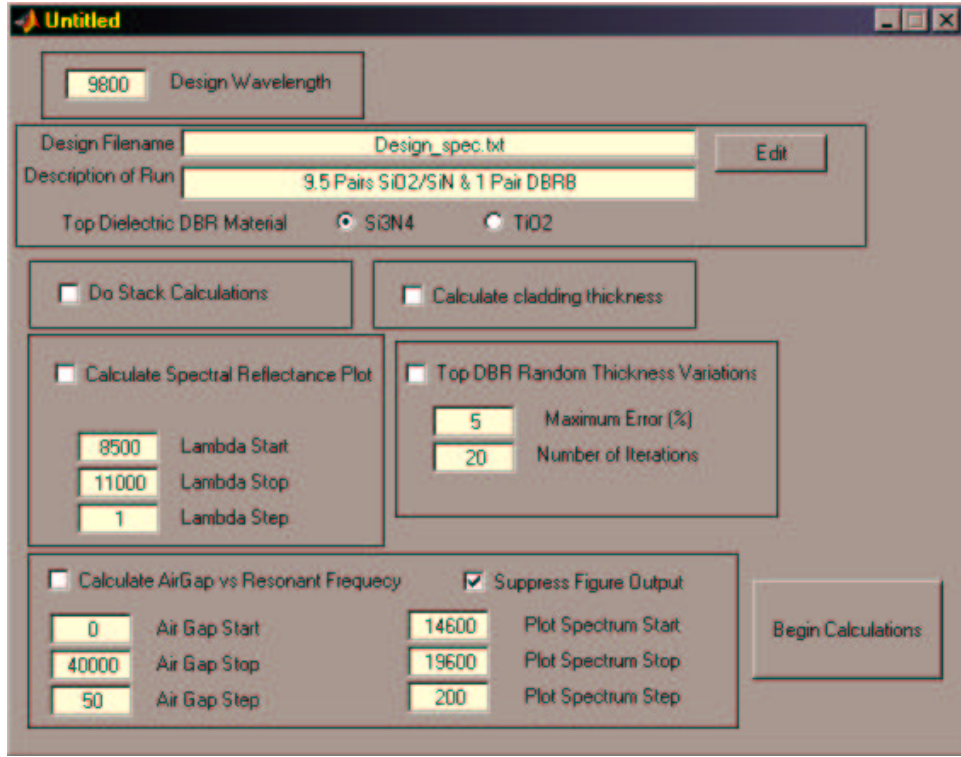 Untitled
9800 Design Wavelength
Design Filename Design_spec.txt Edit
Description of Run 9.5 Pairs SiO2/SiN & 1 Pair DBRB
Top Dielectric DBR Material Si3N4 TiO2
Do Stack Calculations
Calculate cladding thickness
Calculate Spectral Reflectance Plot
8500 Lambda Start
11000 Lambda Stop
1 Lambda Step
Top DBR Random Thickness Variations
5 Maximum Error (%)
20 Number of Iterations
Calculate AirGap vs Resonant Frequecy
Suppress Figure Output
0 Air Gap Start 14600 Plot Spectrum Start
40000 Air Gap Stop 19600 Plot Spectrum Stop
50 Air Gap Step 200 Plot Spectrum Step
Begin Calculations